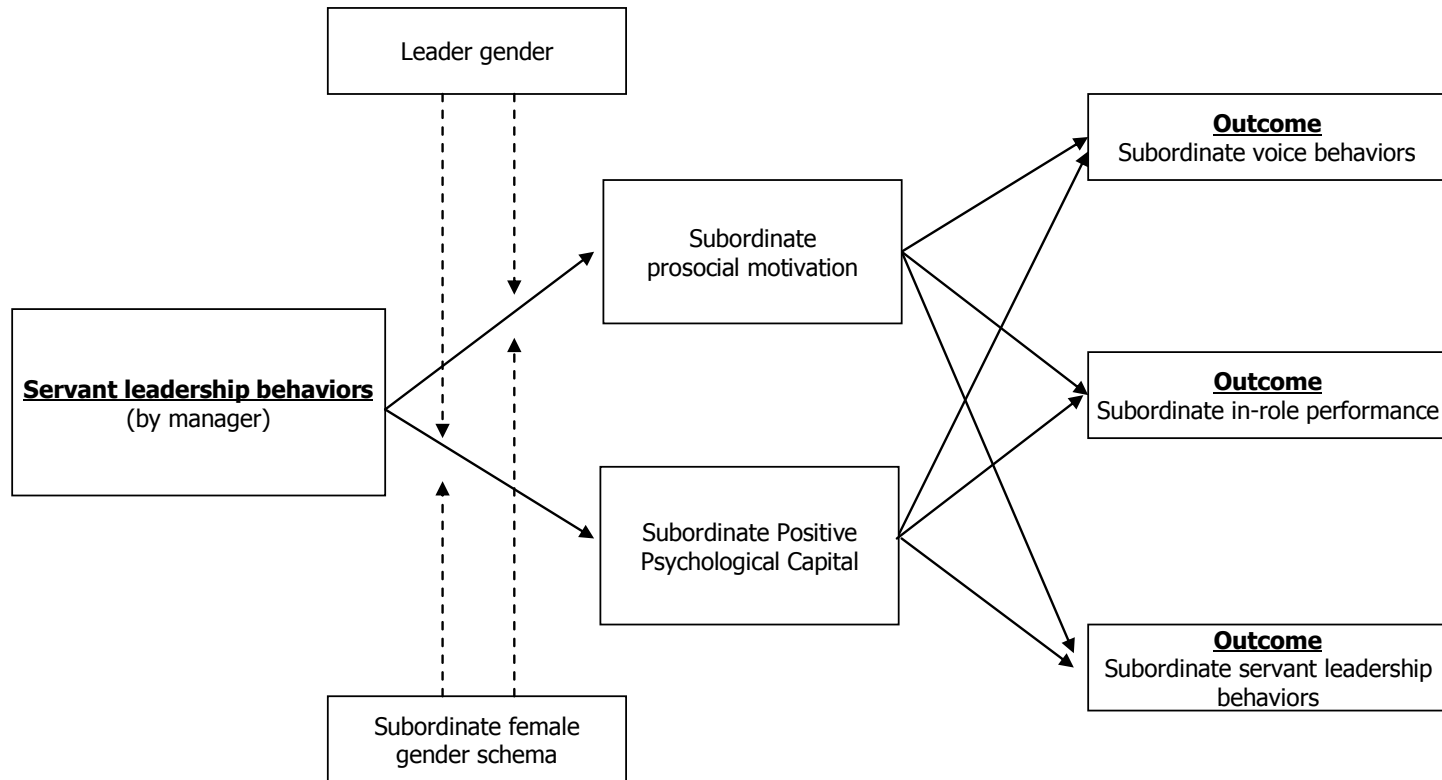 Leader gender
Outcome
Subordinate voice behaviors
Subordinate
prosocial motivation
Servant leadership behaviors
(by manager)
Outcome
Subordinate in-role performance
Subordinate Positive
Psychological Capital
Outcome
Subordinate servant leadership
behaviors
Subordinate female
gender schema